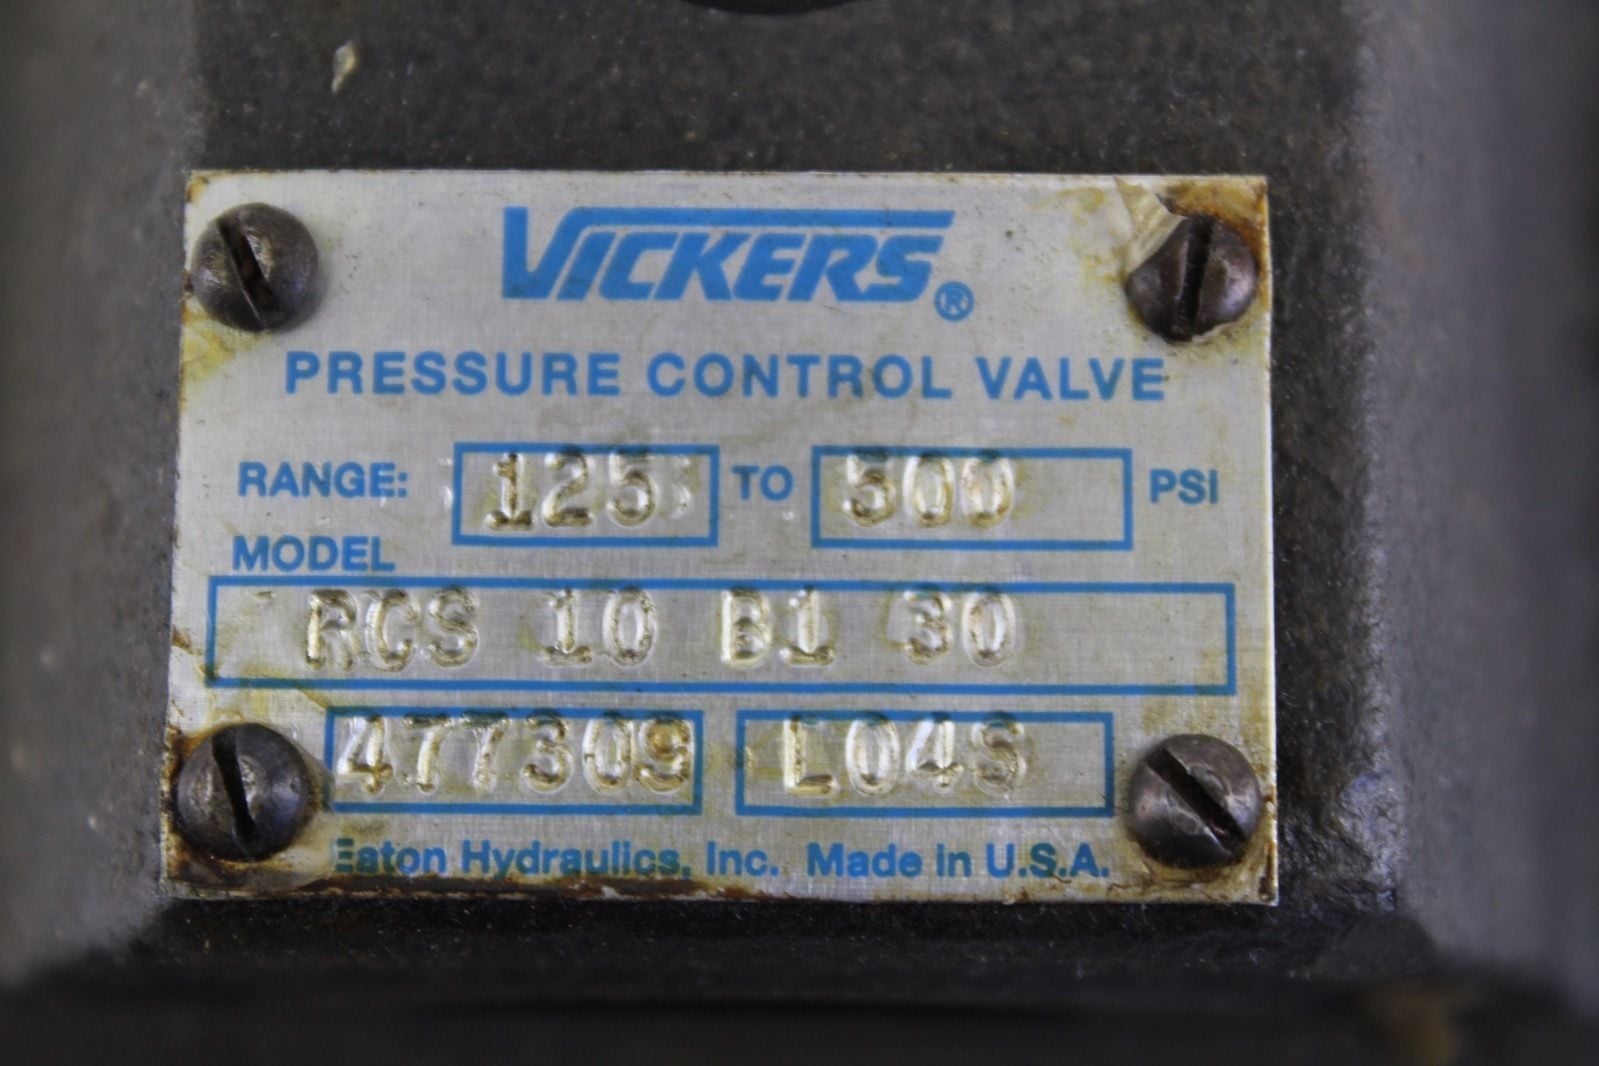 VICKERS®
PRESSURE CONTROL VALVE
RANGE: 125 TO 500 PSI
MODEL
RCS 10 B1 30
477309 L04S
Eaton Hydraulics, Inc. Made in U.S.A.